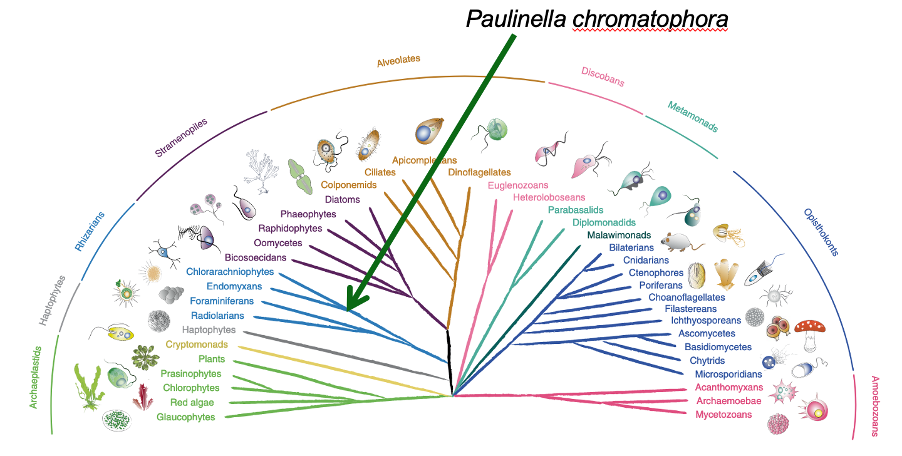 Paulinella chromatophora
Alveolates
Discobans
Metamonads
Stramenopiles
Opisthokonts
Rhizarians
Haptophytes
Archaeplastids
Amoebozoans
Apicomplexans
Ciliates
Dinoflagellates
Colponemids
Diatoms
Phaeophytes
Raphidophytes
Oomycetes
Bicosoecidans
Chlorarachniophytes
Endomyxans
Foraminiferans
Radiolarians
Haptophytes
Cryptomonads
Plants
Prasinophytes
Chlorophytes
Red algae
Glaucophytes
Euglenozoans
Heteroloboseans
Parabasalids
Diplomonadids
Malawimonads
Bilaterians
Cnidarians
Ctenophores
Poriferans
Choanoflagellates
Filastereans
Ichthyosporeans
Ascomycetes
Basidiomycetes
Chytrids
Microsporidians
Acanthomyxans
Archaemoebae
Mycetozoans